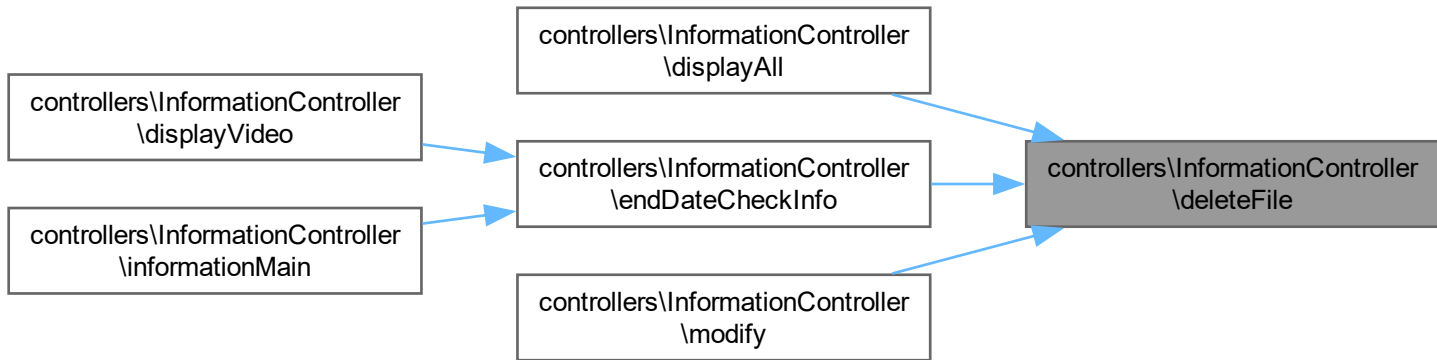 controllers\InformationController
\displayAll
controllers\InformationController
\displayVideo
controllers\InformationController
\endDateCheckInfo
controllers\InformationController
\deleteFile
controllers\InformationController
\informationMain
controllers\InformationController
\modify